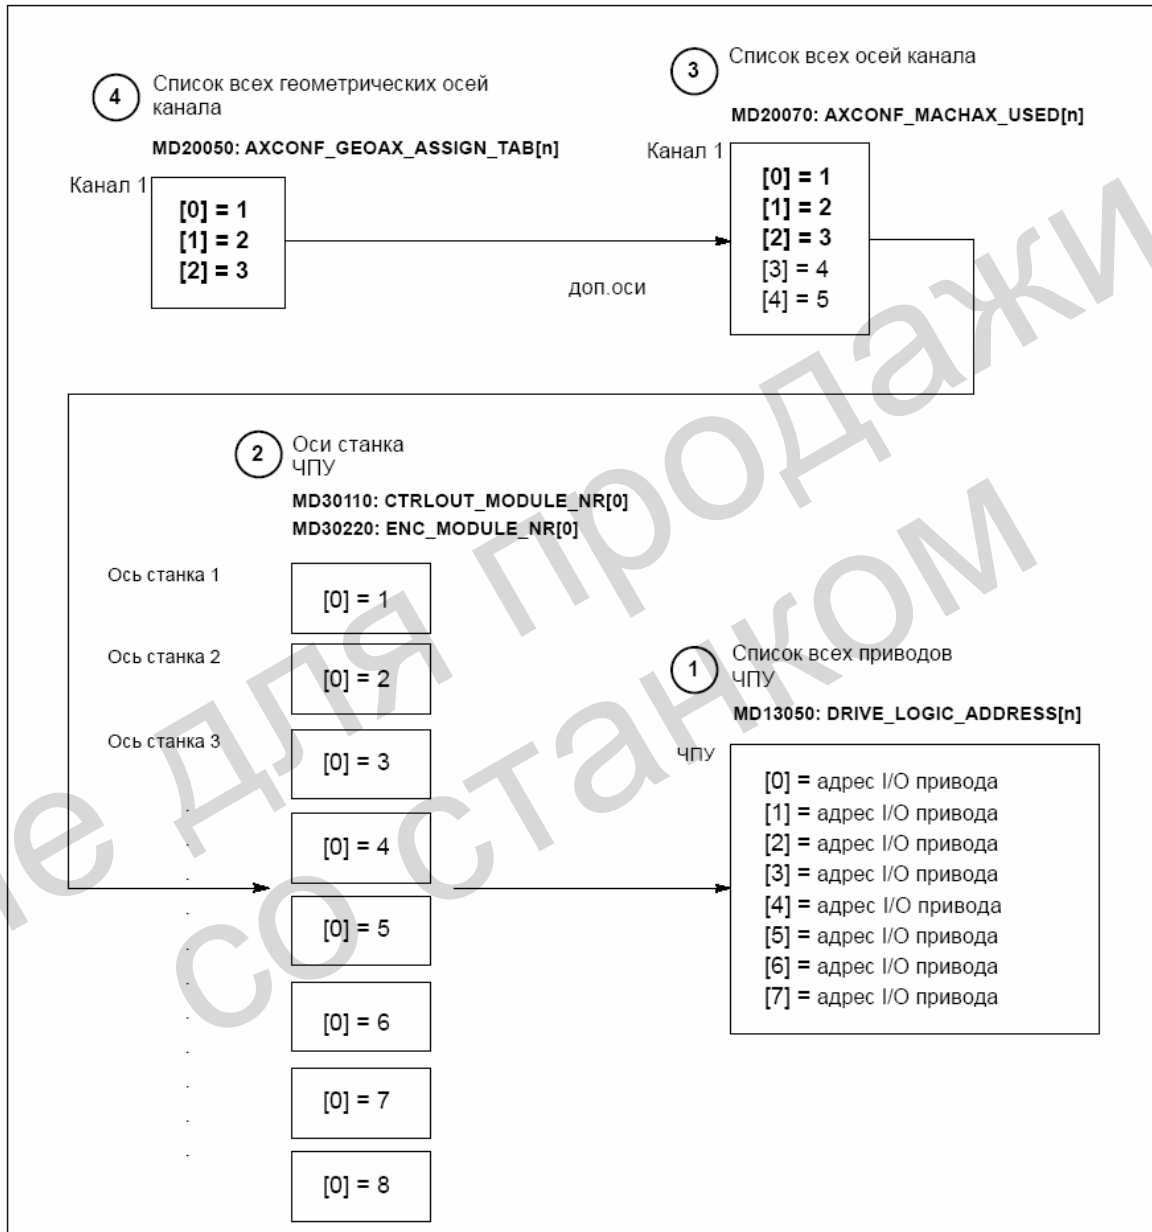 4
Список всех геометрических осей
канала
MD20050: AXCONF_GEOAX_ASSIGN_TAB[n]
Канал 1
[0] = 1
[1] = 2
[2] = 3
доп.оси
3
Список всех осей канала
MD20070: AXCONF_MACHAX_USED[n]
Канал 1
[0] = 1
[1] = 2
[2] = 3
[3] = 4
[4] = 5
2
Оси станка
ЧПУ
MD30110: CTRLOUT_MODULE_NR[0]
MD30220: ENC_MODULE_NR[0]
Ось станка 1
[0] = 1
Ось станка 2
[0] = 2
Ось станка 3
[0] = 3
[0] = 4
[0] = 5
[0] = 6
[0] = 7
[0] = 8
1
Список всех приводов
ЧПУ
MD13050: DRIVE_LOGIC_ADDRESS[n]
ЧПУ
[0] = адрес I/O привода
[1] = адрес I/O привода
[2] = адрес I/O привода
[3] = адрес I/O привода
[4] = адрес I/O привода
[5] = адрес I/O привода
[6] = адрес I/O привода
[7] = адрес I/O привода
для продажи
со станком